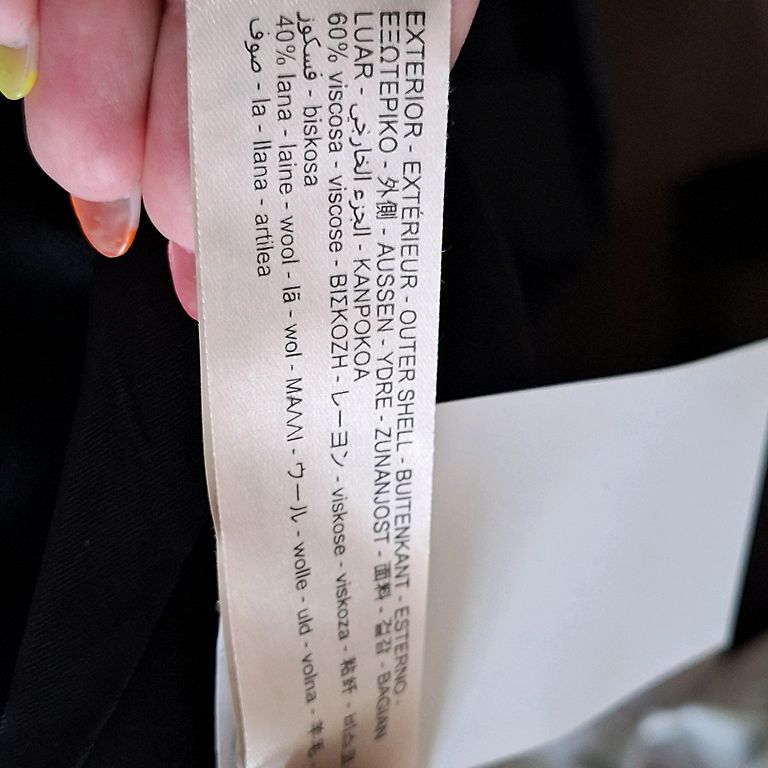 EXTERIOR - EXTÉRIEUR - OUTER SHELL - BUITENKANT - ESTERNO -
ΕΞΩΤΕΡΙΚΟ - 外側 - AUSSEN - YDRE - ZUNANJOST - 面料 - 겉감 - BAGIAN
LUAR - الجزء الخارجي - KANPOKOA
60% viscosa - viscose - ΒΙΣΚΟΖΗ - レーヨン - viskose - viskoza - 粘纤 - 비스코
فسكوز - biskosa
40% lana - laine - wool - lã - wol - ΜΑΛΛΙ - ウール - wolle - uld - volna - 羊毛
صوف - la - llana - artilea